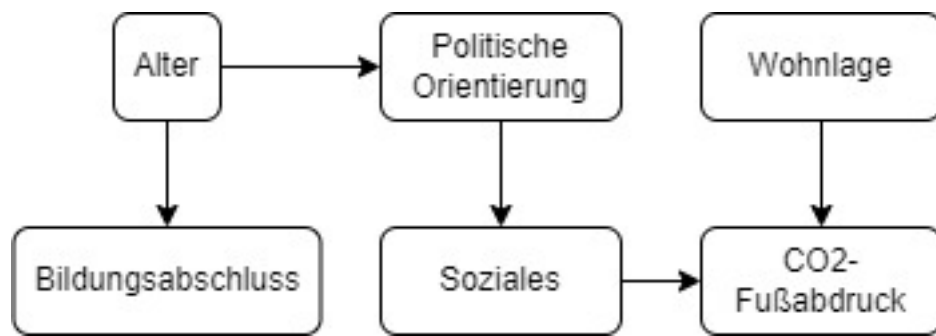 Alter
Politische
Orientierung
Wohnlage
Bildungsabschluss
Soziales
CO2-
Fußabdruck